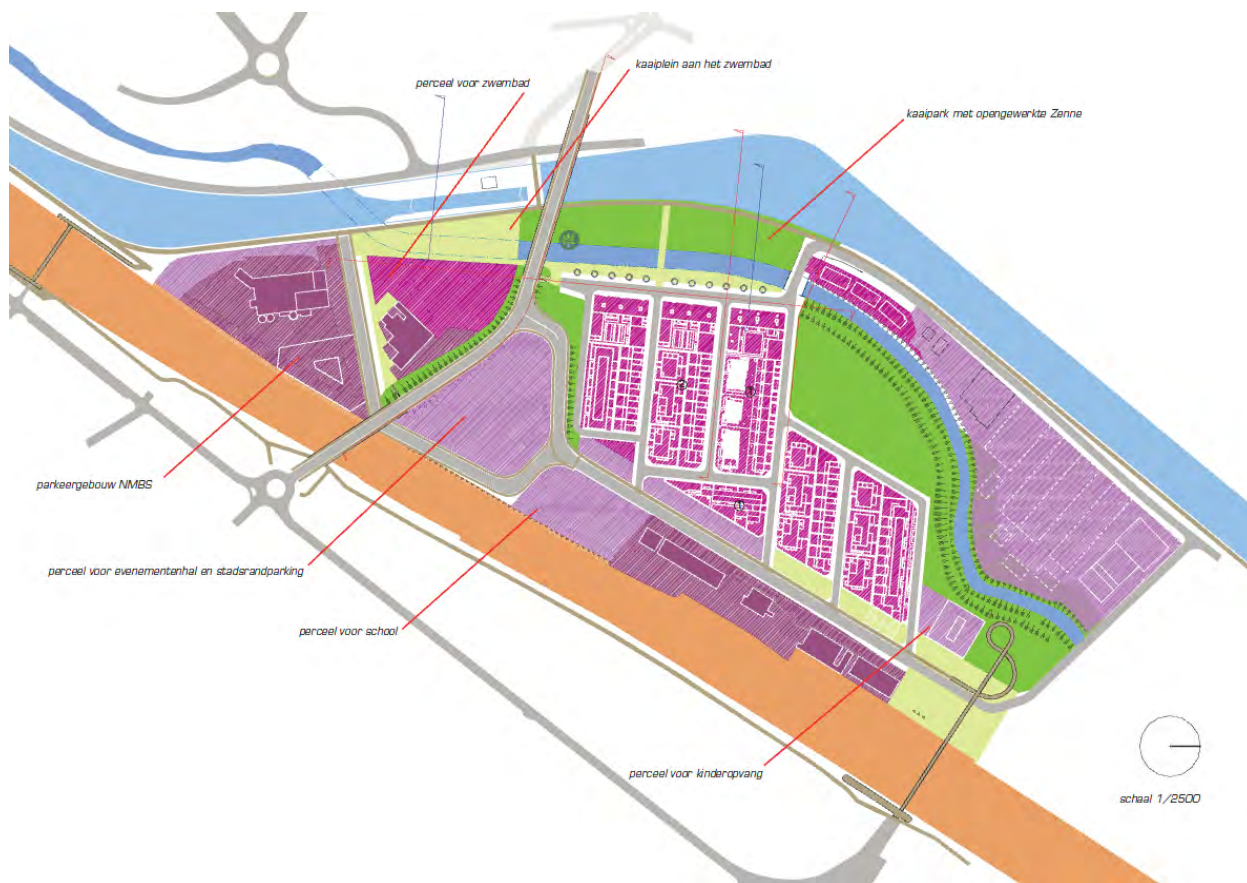 kaaiplein aan het zwembad
perceel voor zwembad
kaaipark met opengewerkte Zenne
parkeergebouw NMBS
perceel voor evenementenhal en stadsrandparking
perceel voor school
perceel voor kinderopvang
schaal 1/2500